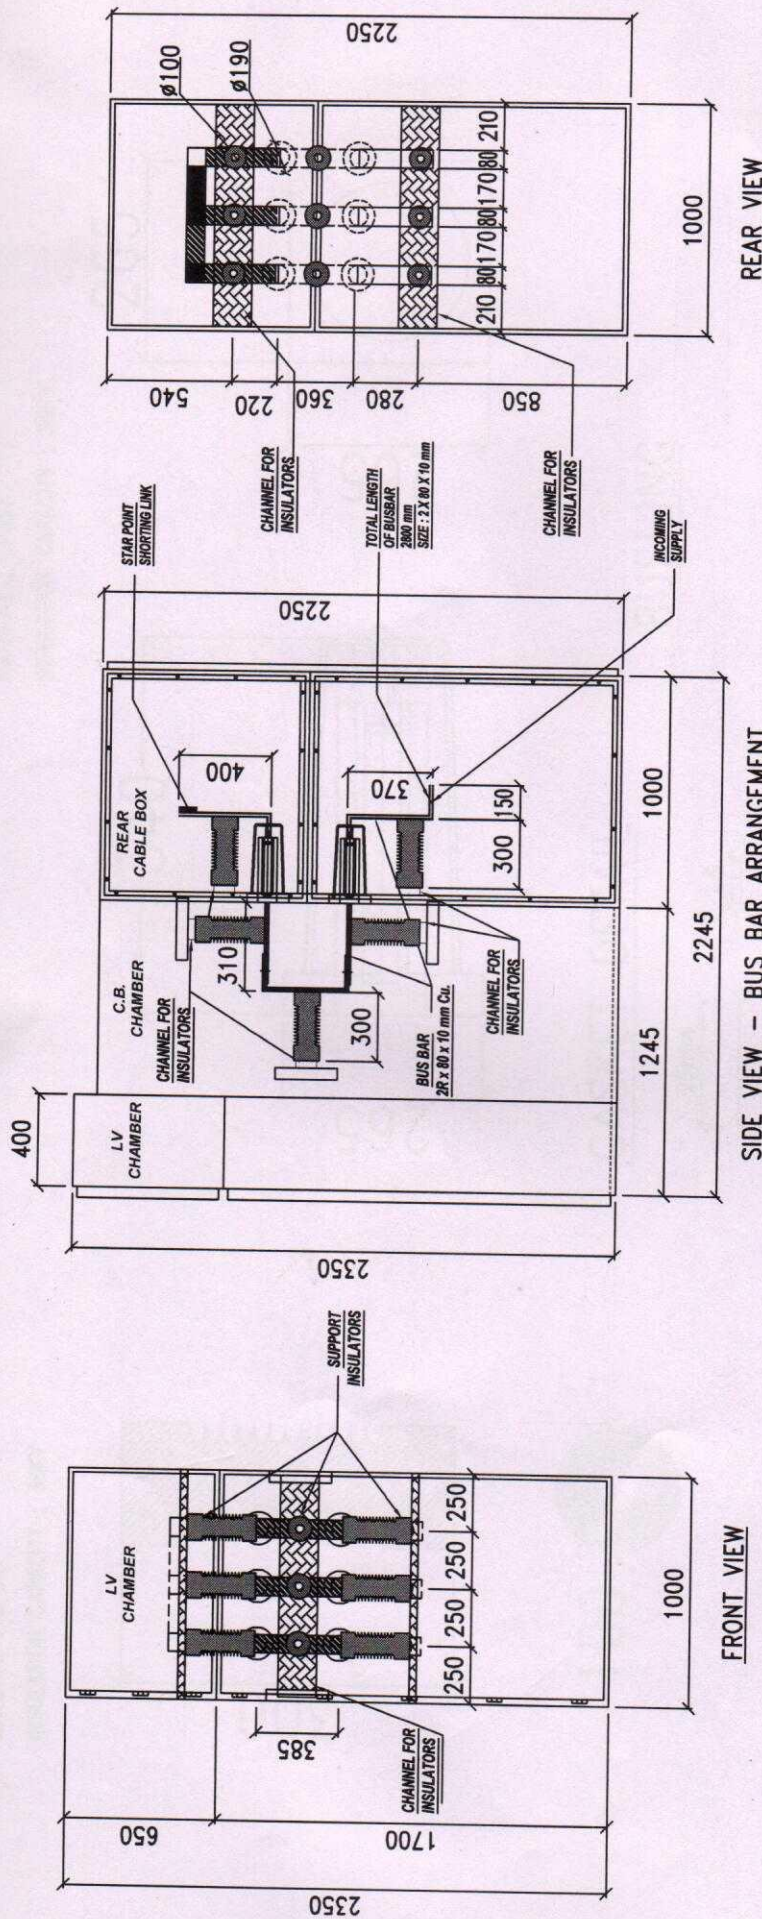 2350
650
1700
LV
CHAMBER
385
CHANNEL FOR
INSULATORS
250
250
250
250
1000
SUPPORT
INSULATORS
FRONT VIEW
400
2350
LV
CHAMBER
C.B.
CHAMBER
CHANNEL FOR
INSULATORS
310
300
BUS BAR
2R x 80 x 10 mm Cu.
CHANNEL FOR
INSULATORS
REAR
CABLE BOX
400
370
150
300
1245
1000
2245
2250
STAR POINT
SHORTING LINK
TOTAL LENGTH
OF BUSBAR
2800 mm
SIZE : 2 X 80 X 10 mm
INCOMING
SUPPLY
SIDE VIEW - BUS BAR ARRANGEMENT
CHANNEL FOR
INSULATORS
CHANNEL FOR
INSULATORS
540
220
360
280
850
ø100
ø190
210
80
170
80
170
80
210
1000
2250
REAR VIEW